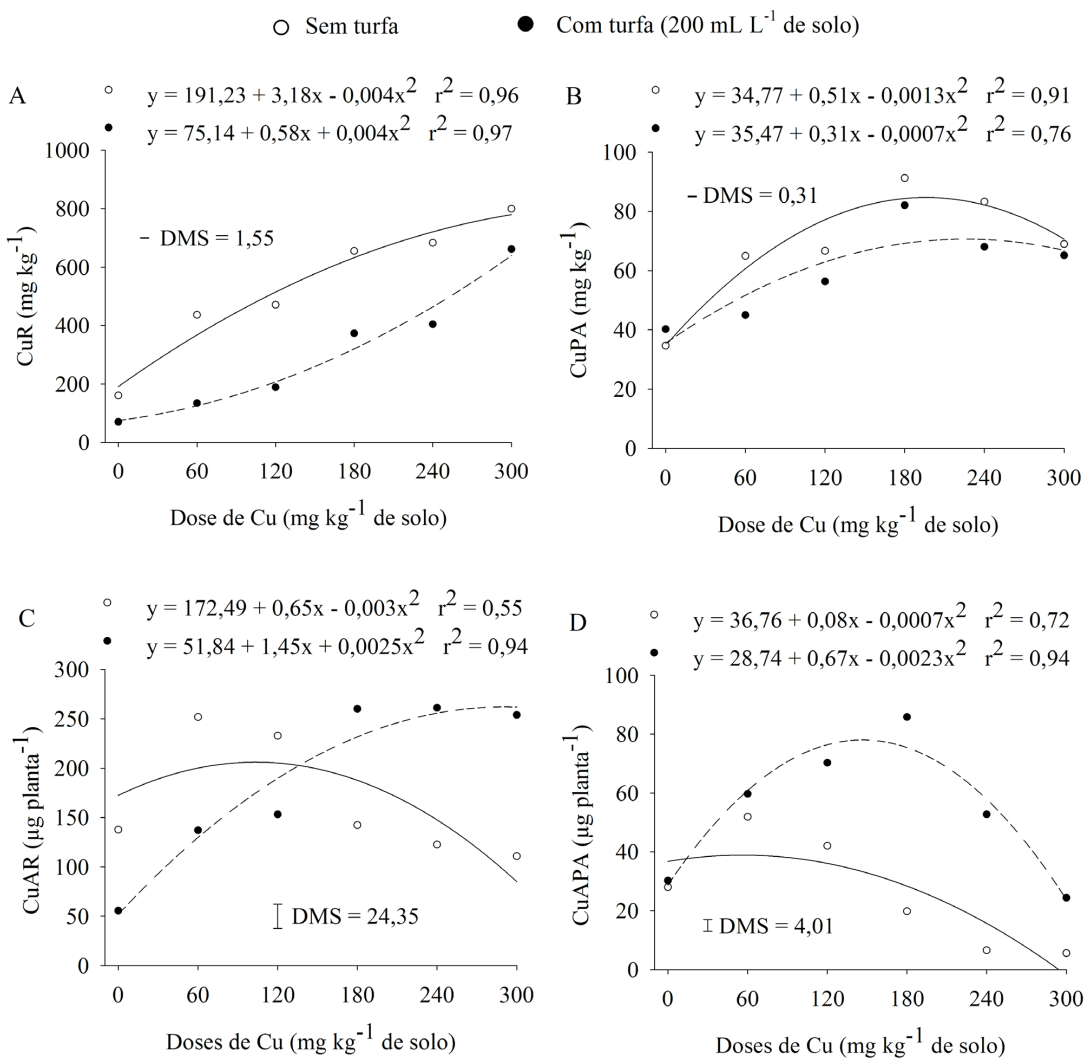 Sem turfa
Com turfa (200 mL L-1 de solo)
A
y = 191,23 + 3,18x - 0,004x2 r2 = 0,96
y = 75,14 + 0,58x + 0,004x2 r2 = 0,97
1000
800
600
400
200
0
CuR (mg kg-1)
DMS = 1,55
0 60 120 180 240 300
Dose de Cu (mg kg-1 de solo)
B
y = 34,77 + 0,51x - 0,0013x2 r2 = 0,91
y = 35,47 + 0,31x - 0,0007x2 r2 = 0,76
100
80
60
40
20
0
CuPA (mg kg-1)
DMS = 0,31
0 60 120 180 240 300
Dose de Cu (mg kg-1 de solo)
C
y = 172,49 + 0,65x - 0,003x2 r2 = 0,55
y = 51,84 + 1,45x + 0,0025x2 r2 = 0,94
300
250
200
150
100
50
0
CuAR (µg planta-1)
DMS = 24,35
0 60 120 180 240 300
Doses de Cu (mg kg-1 de solo)
D
y = 36,76 + 0,08x - 0,0007x2 r2 = 0,72
y = 28,74 + 0,67x - 0,0023x2 r2 = 0,94
100
80
60
40
20
0
CuAPA (µg planta-1)
DMS = 4,01
0 60 120 180 240 300
Doses de Cu (mg kg-1 de solo)